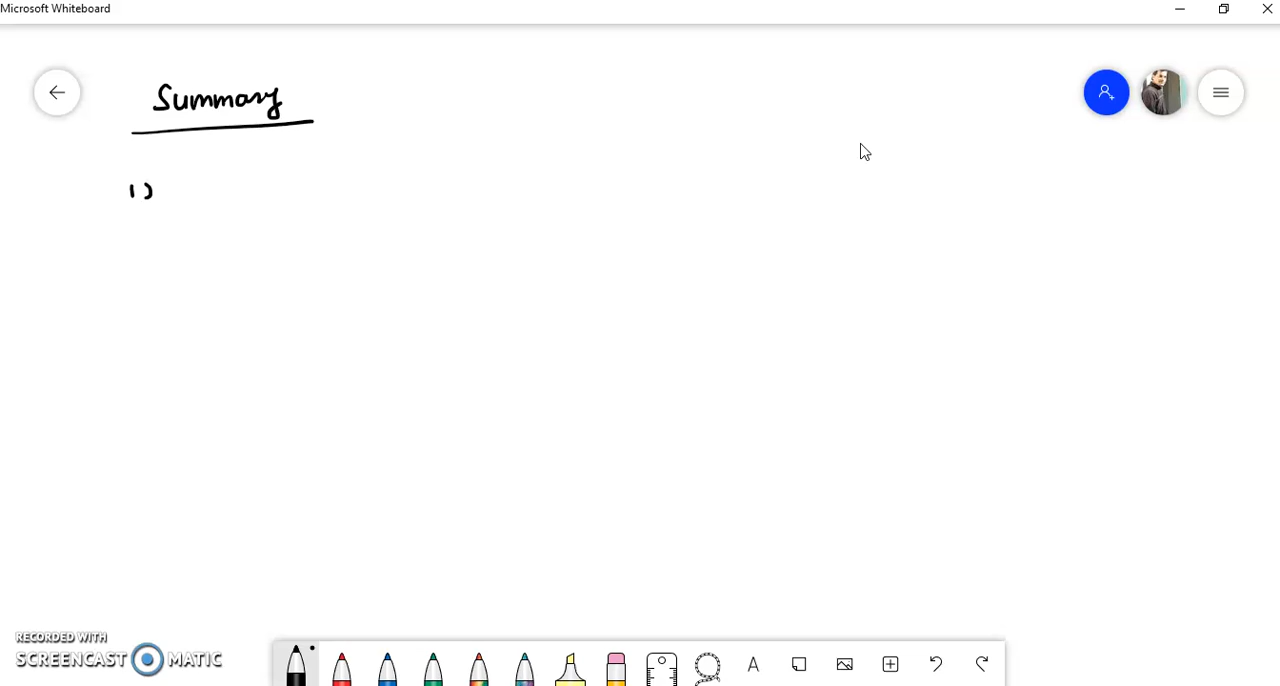 Microsoft Whiteboard
Summary
1)
RECORDED WITH
SCREENCAST MATIC